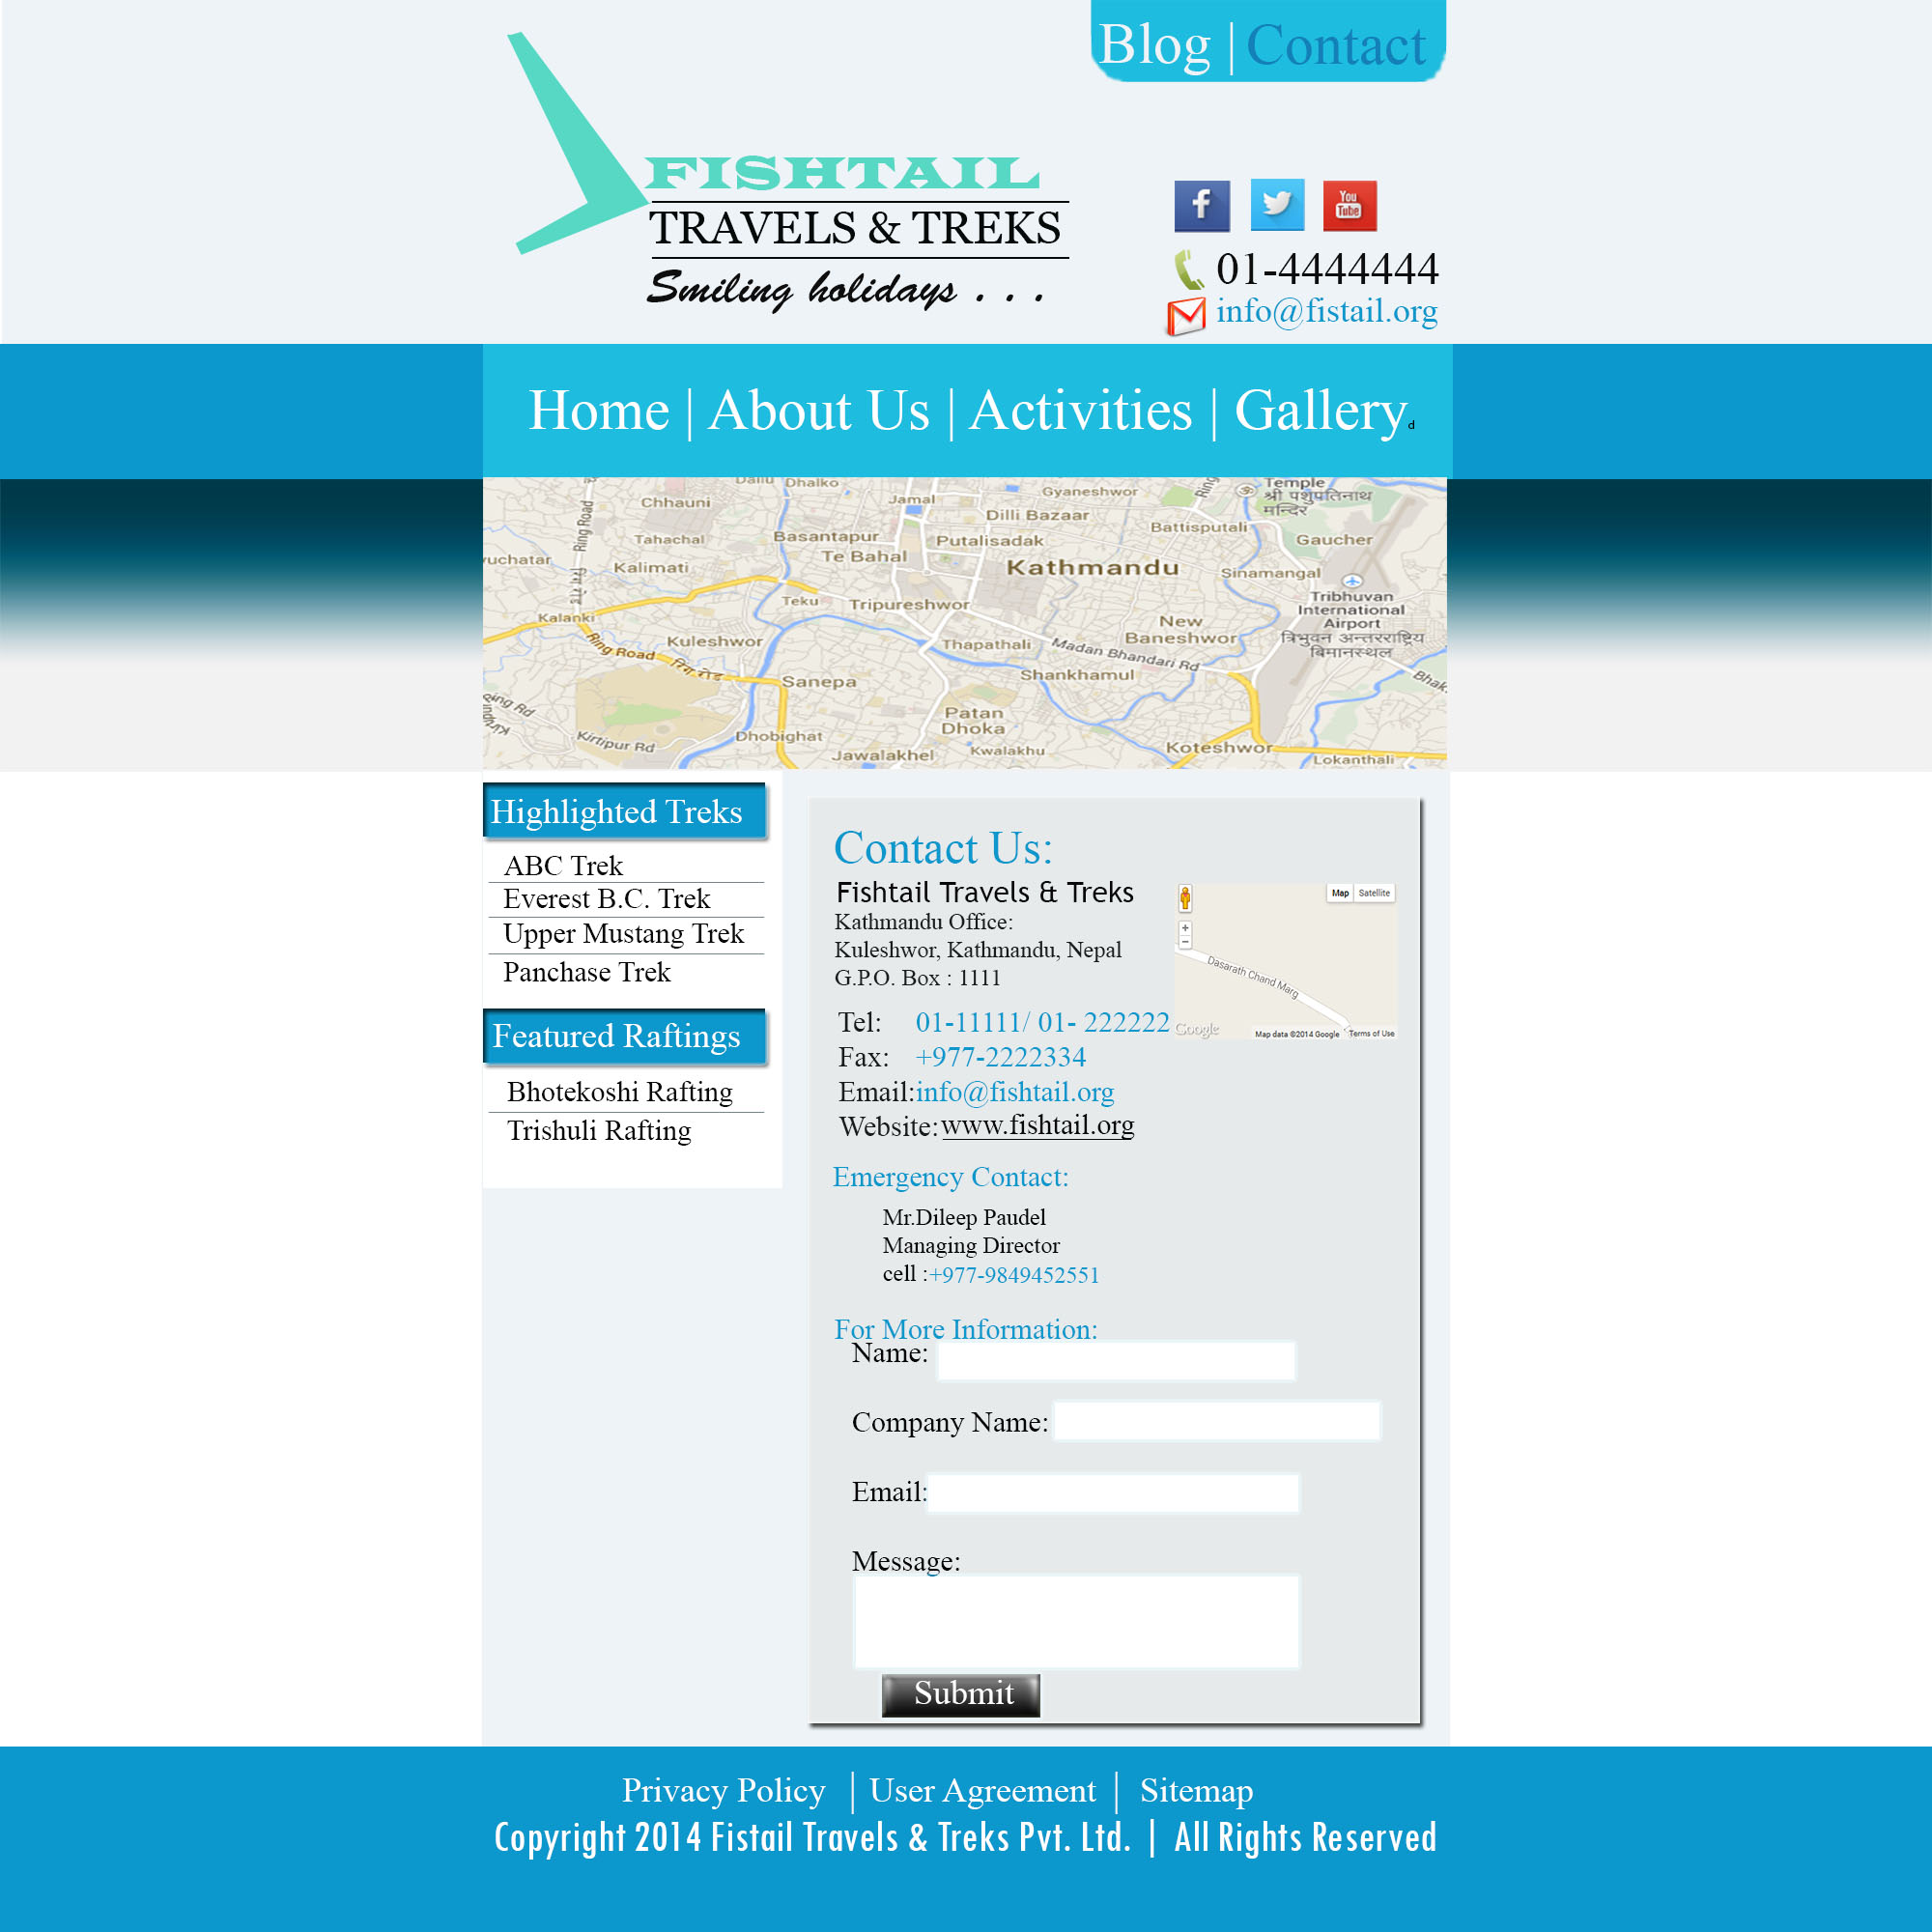 Blog | Contact
FISHTAIL
TRAVELS & TREKS
Smiling holidays . . .
f
You
Tube
01-4444444
info@fistail.org
Home | About Us | Activities | Gallery d
Dallu Dhalko
Chhauni
Jamal
Gyaneshwor
Ring
Temple
श्री पशुपतिनाथ
मन्दिर
Ring Road
Dilli Bazaar
Battisputali
Tahachal
Basantapur
Putalisadak
Gaucher
Te Bahal
Kathmandu
Kalimati
Sinamangal
Teku
Tripureshwor
Tribhuvan
International
Airport
त्रिभुवन अन्तरराष्ट्रिय
बिमानस्थल
Kalanki
Kuleshwor
New
Baneshwor
Thapathali
Madan Bhandari Rd
Ring Road
Sanepa
Shankhamul
Ring Rd
Patan
Dhoka
Kirtipur Rd
Dhobighat
Jawalakhel
Kwalakhu
Koteshwor
Lokanthali
Highlighted Treks
ABC Trek
Everest B.C. Trek
Upper Mustang Trek
Panchase Trek
Featured Raftings
Bhotekoshi Rafting
Trishuli Rafting
Contact Us:
Fishtail Travels & Treks
Kathmandu Office:
Kuleshwor, Kathmandu, Nepal
G.P.O. Box : 1111
Map Satellite
+
−
Dasarath Chand Marg
Google
Map data ©2014 Google Terms of Use
Tel: 01-11111/ 01- 222222
Fax: +977-2222334
Email:info@fishtail.org
Website:www.fishtail.org
Emergency Contact:
Mr.Dileep Paudel
Managing Director
cell :+977-9849452551
For More Information:
Name:
Company Name:
Email:
Message:
Submit
Privacy Policy | User Agreement | Sitemap
Copyright 2014 Fistail Travels & Treks Pvt. Ltd. | All Rights Reserved